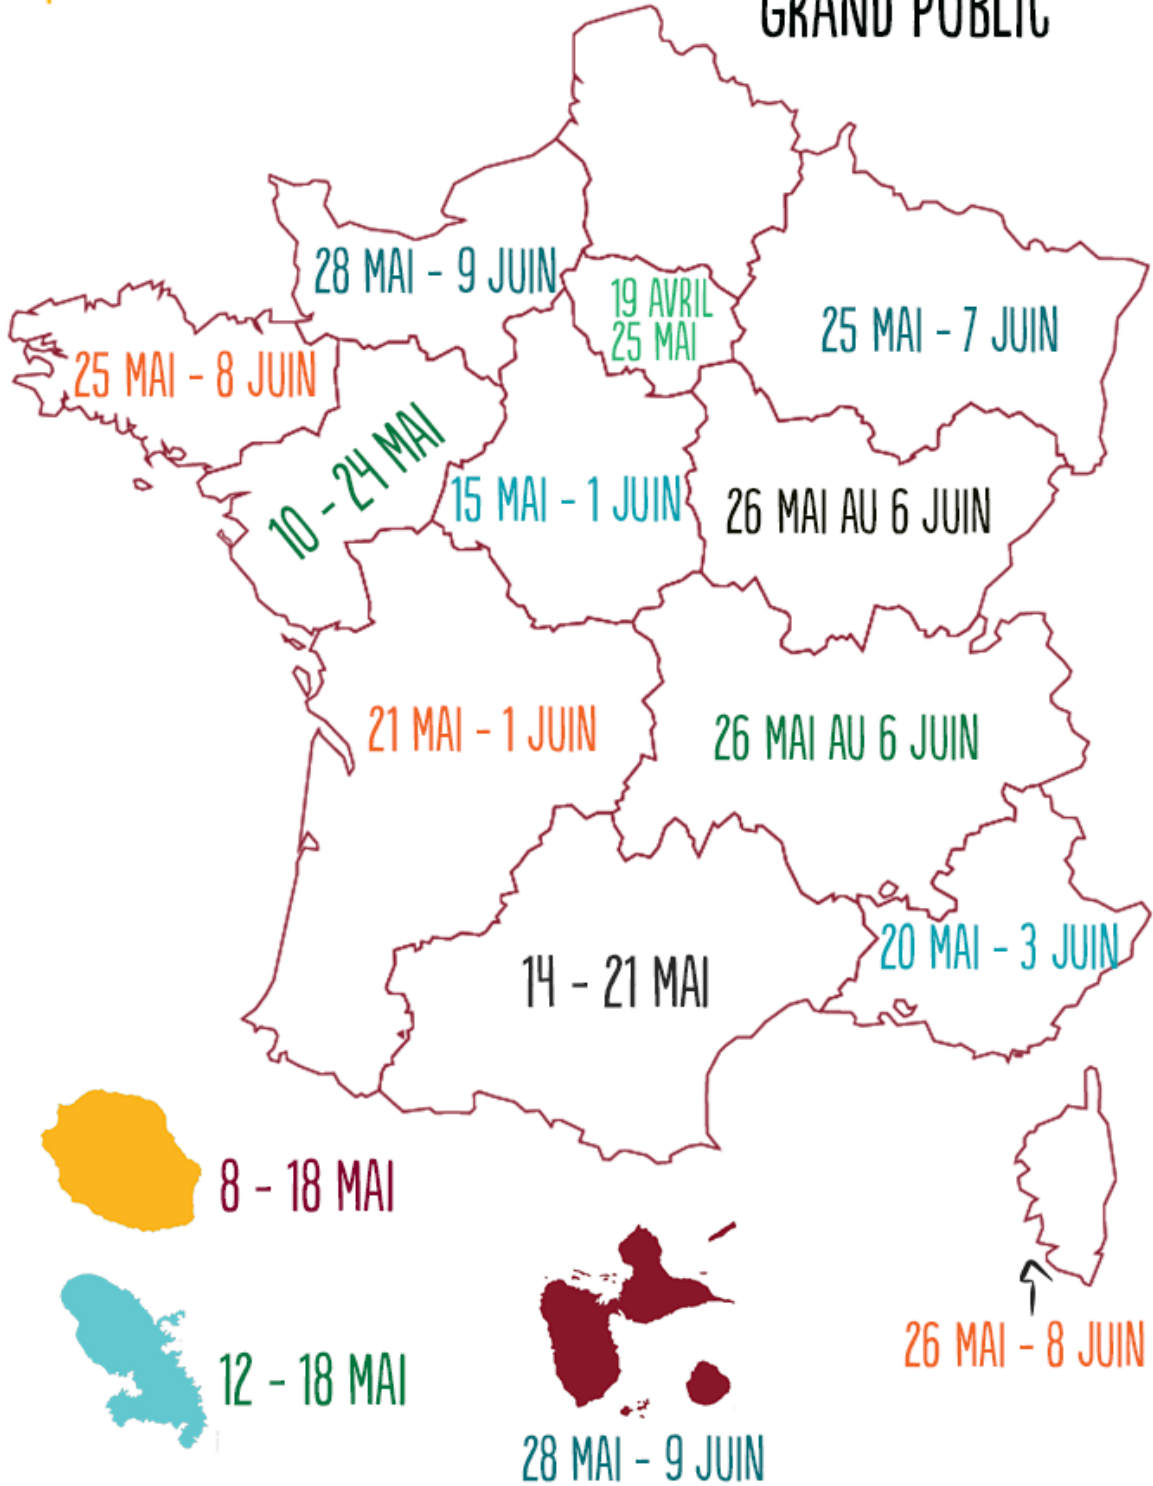 GRAND PUBLIC
28 MAI - 9 JUIN
19 AVRIL
25 MAI
25 MAI - 7 JUIN
25 MAI - 8 JUIN
10 - 24 MAI
15 MAI - 1 JUIN
26 MAI AU 6 JUIN
21 MAI - 1 JUIN
26 MAI AU 6 JUIN
20 MAI - 3 JUIN
14 - 21 MAI
8 - 18 MAI
12 - 18 MAI
26 MAI - 8 JUIN
28 MAI - 9 JUIN